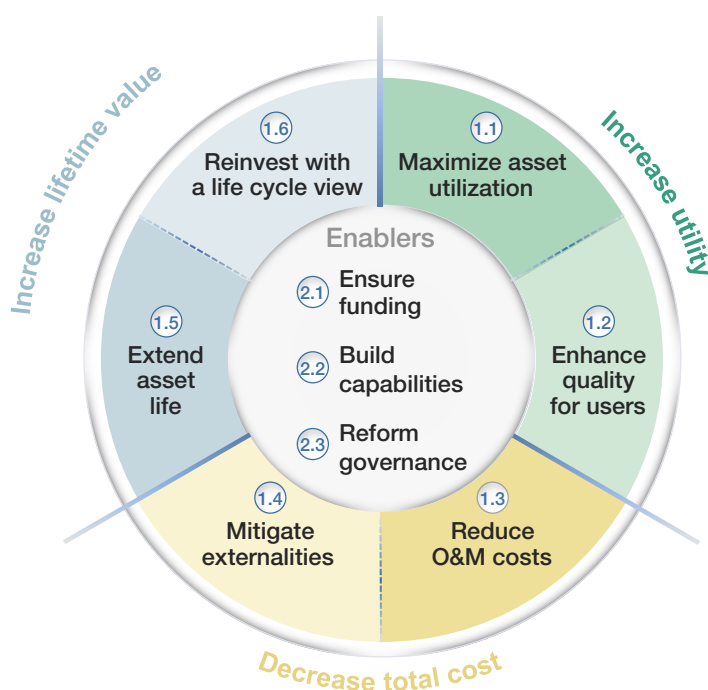 Increase lifetime value
Increase utility
Decrease total cost
1.1
Maximize asset
utilization
1.2
Enhance
quality
for users
1.3
Reduce
O&M costs
1.4
Mitigate
externalities
1.5
Extend
asset
life
1.6
Reinvest with
a life cycle view
Enablers
2.1 Ensure
funding
2.2 Build
capabilities
2.3 Reform
governance